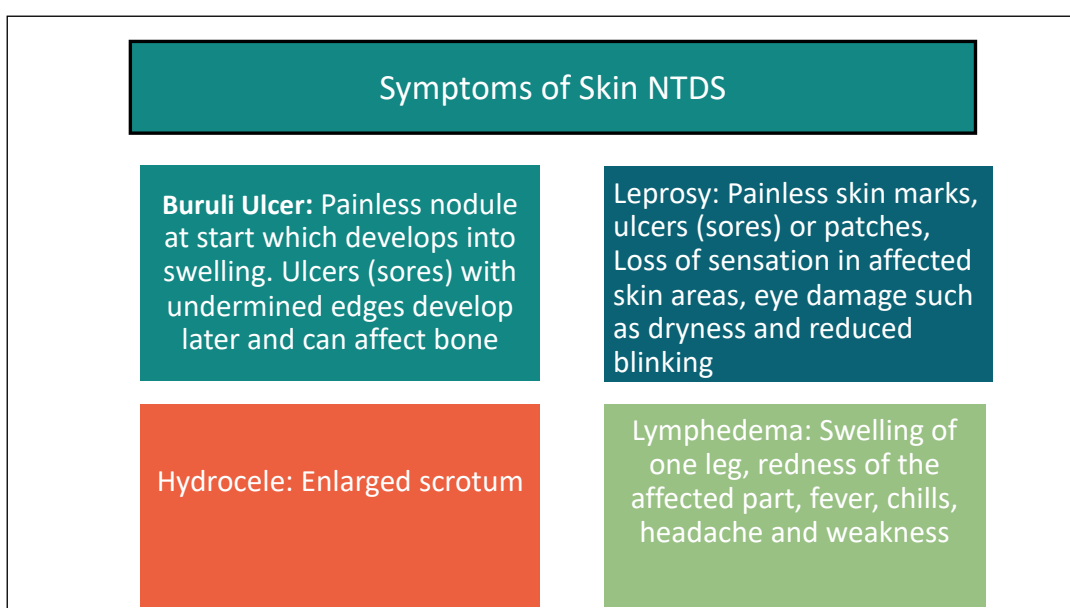 Symptoms of Skin NTDS
Buruli Ulcer: Painless nodule
at start which develops into
swelling. Ulcers (sores) with
undermined edges develop
later and can affect bone
Leprosy: Painless skin marks,
ulcers (sores) or patches,
Loss of sensation in affected
skin areas, eye damage such
as dryness and reduced
blinking
Hydrocele: Enlarged scrotum
Lymphedema: Swelling of
one leg, redness of the
affected part, fever, chills,
headache and weakness